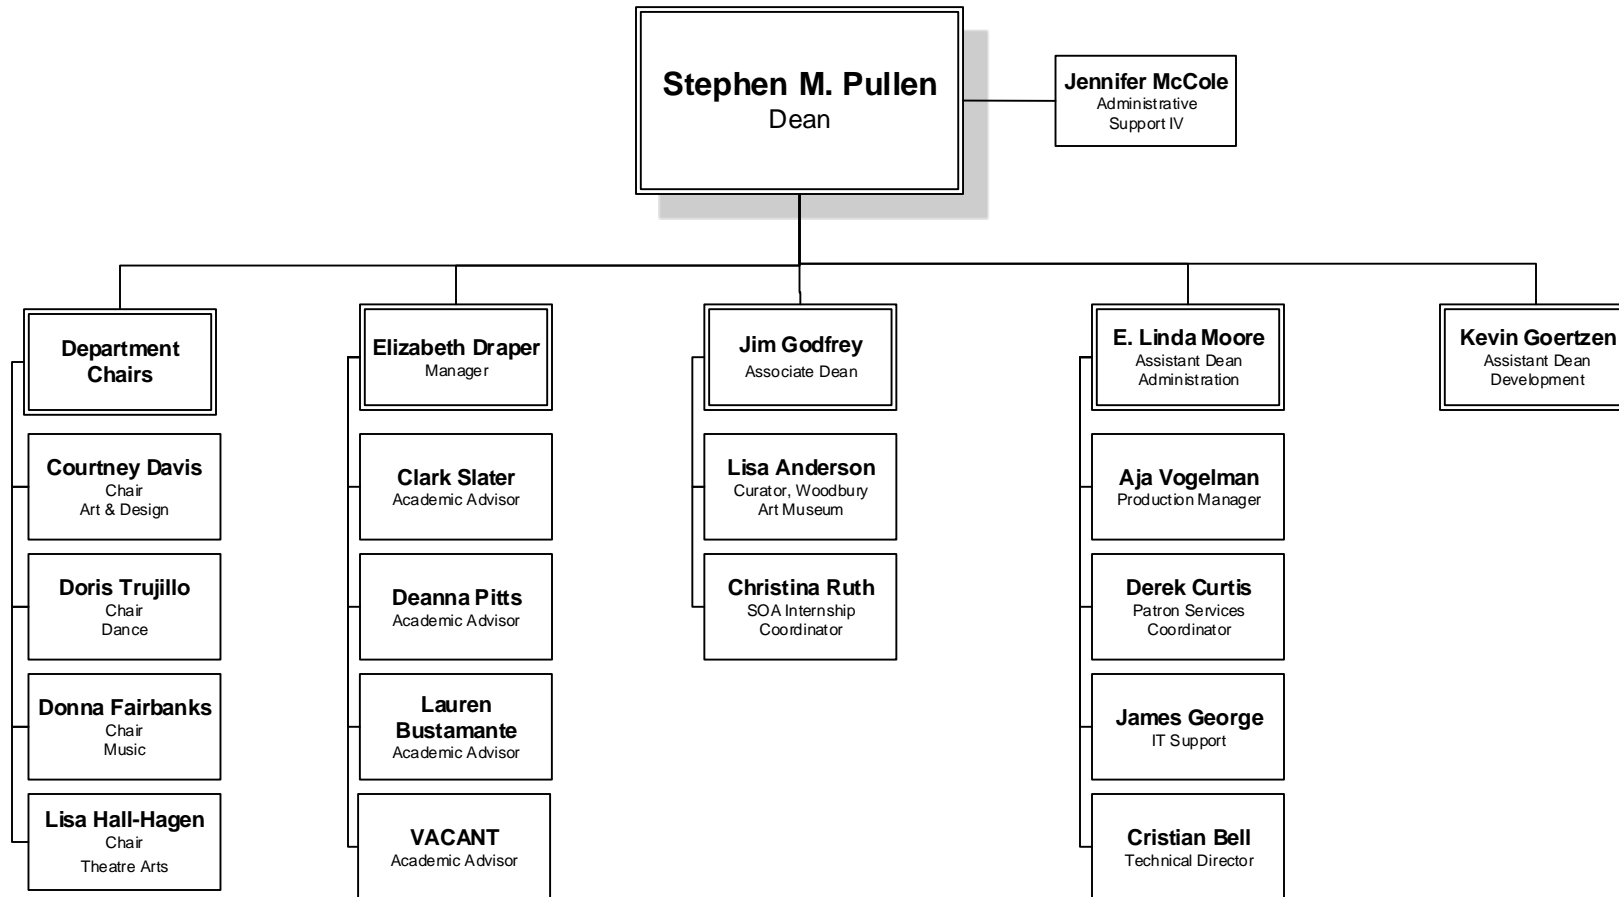 Stephen M. Pullen
Dean
Jennifer McCole
Administrative
Support IV
Department
Chairs
Courtney Davis
Chair
Art & Design
Doris Trujillo
Chair
Dance
Donna Fairbanks
Chair
Music
Lisa Hall-Hagen
Chair
Theatre Arts
Elizabeth Draper
Manager
Clark Slater
Academic Advisor
Deanna Pitts
Academic Advisor
Lauren
Bustamante
Academic Advisor
VACANT
Academic Advisor
Jim Godfrey
Associate Dean
Lisa Anderson
Curator, Woodbury
Art Museum
Christina Ruth
SOA Internship
Coordinator
E. Linda Moore
Assistant Dean
Administration
Aja Vogelman
Production Manager
Derek Curtis
Patron Services
Coordinator
James George
IT Support
Cristian Bell
Technical Director
Kevin Goertzen
Assistant Dean
Development